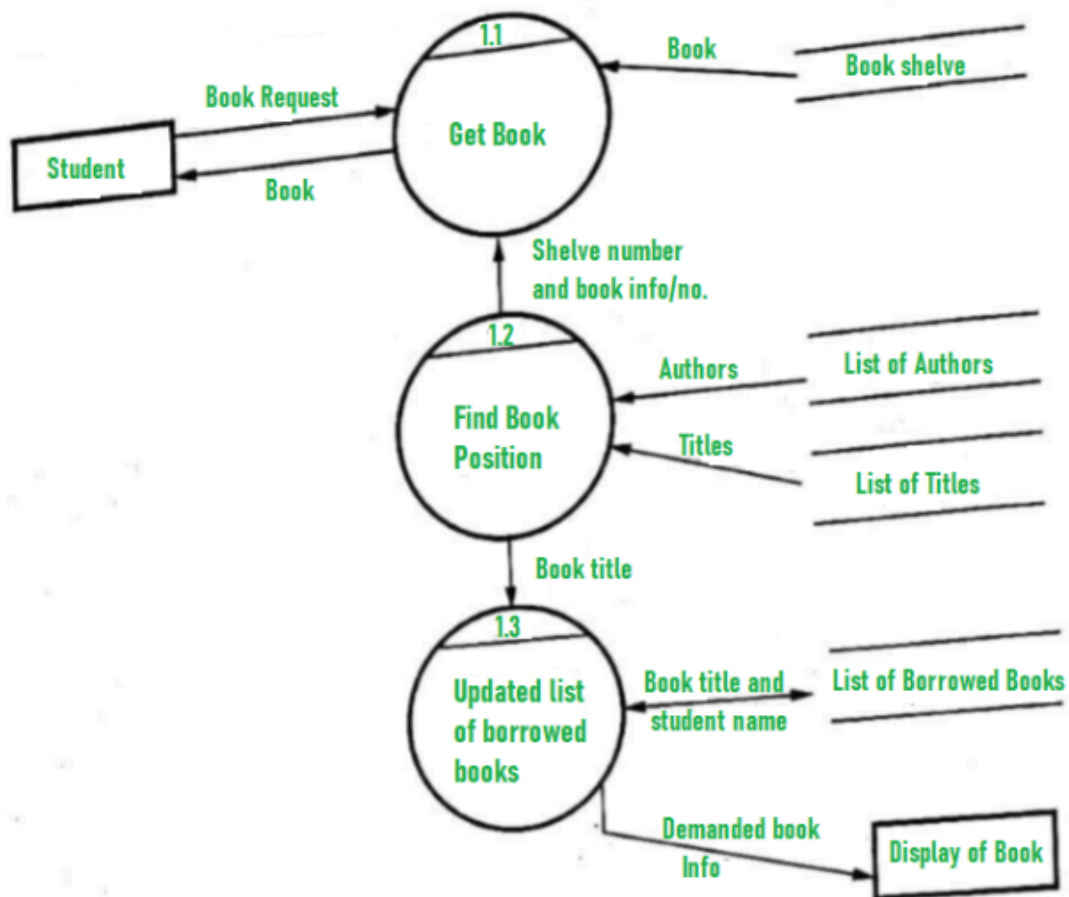 1.1
Book
Book shelve
Book Request
Get Book
Student
Book
Shelve number
and book info/no.
1.2
Authors
List of Authors
Find Book
Position
Titles
List of Titles
Book title
1.3
Updated list
of borrowed
books
Book title and
student name
List of Borrowed Books
Demanded book
Info
Display of Book